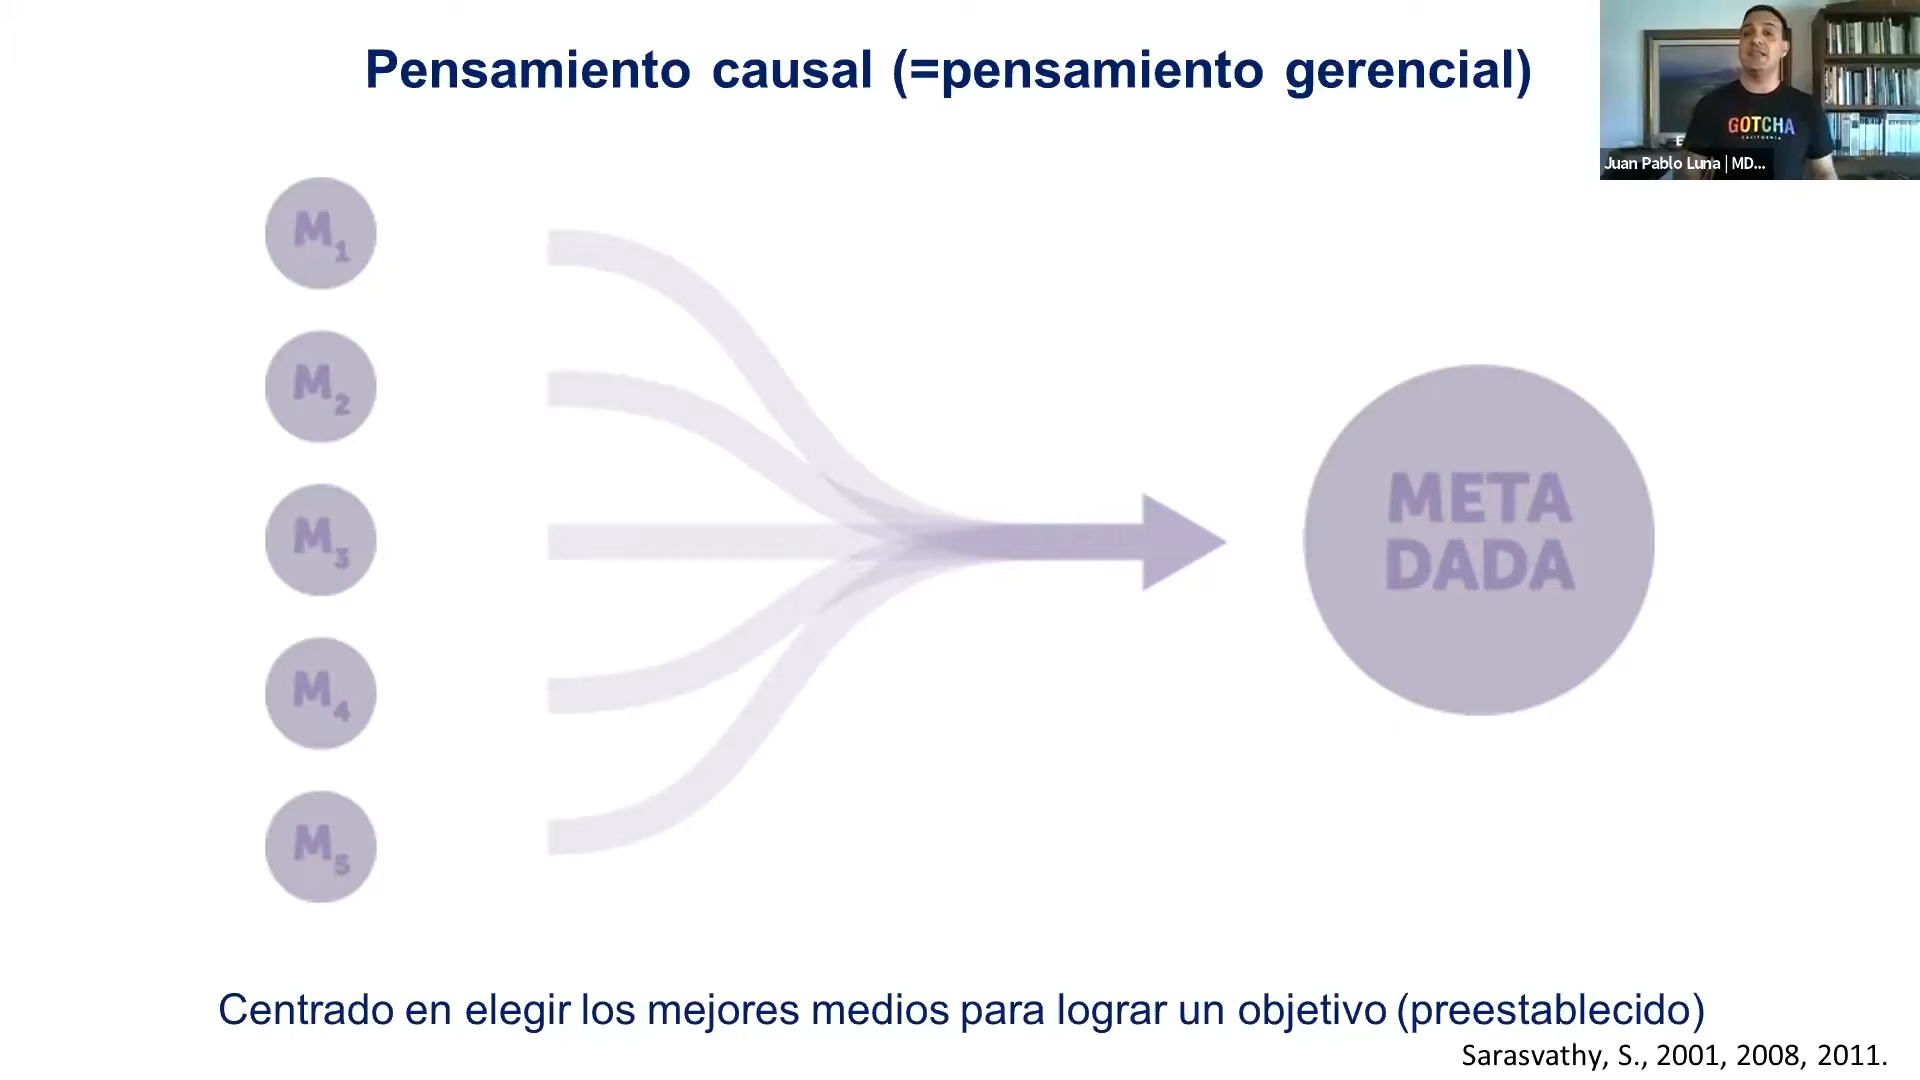 Pensamiento causal (=pensamiento gerencial)
GOTCHA
CALIFORNIA
Juan Pablo Luna | MD...
M1
M2
M3
M4
M5
META
DADA
Centrado en elegir los mejores medios para lograr un objetivo (preestablecido)
Sarasvathy, S., 2001, 2008, 2011.